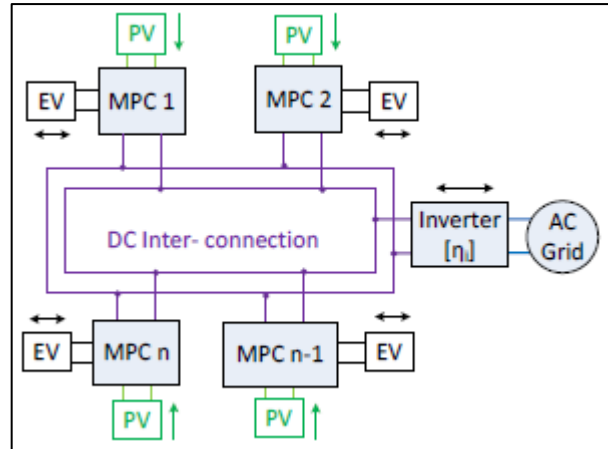 PV
PV
EV
MPC 1
MPC 2
EV
DC Inter- connection
Inverter
[ηi]
AC
Grid
EV
MPC n
MPC n-1
EV
PV
PV